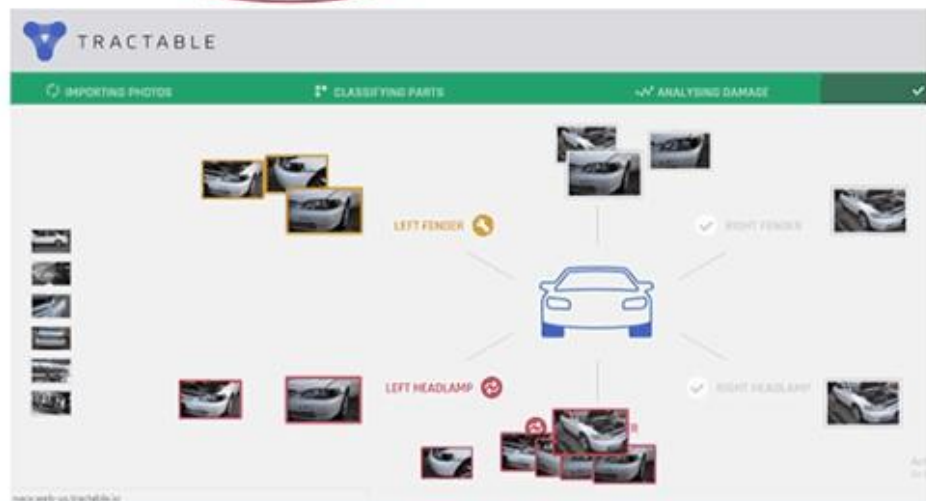 TRACTABLE
IMPORTING PHOTOS
CLASSIFYING PARTS
ANALYSING DAMAGE
LEFT FENDER
RIGHT FENDER
LEFT HEADLAMP
RIGHT HEADLAMP
R